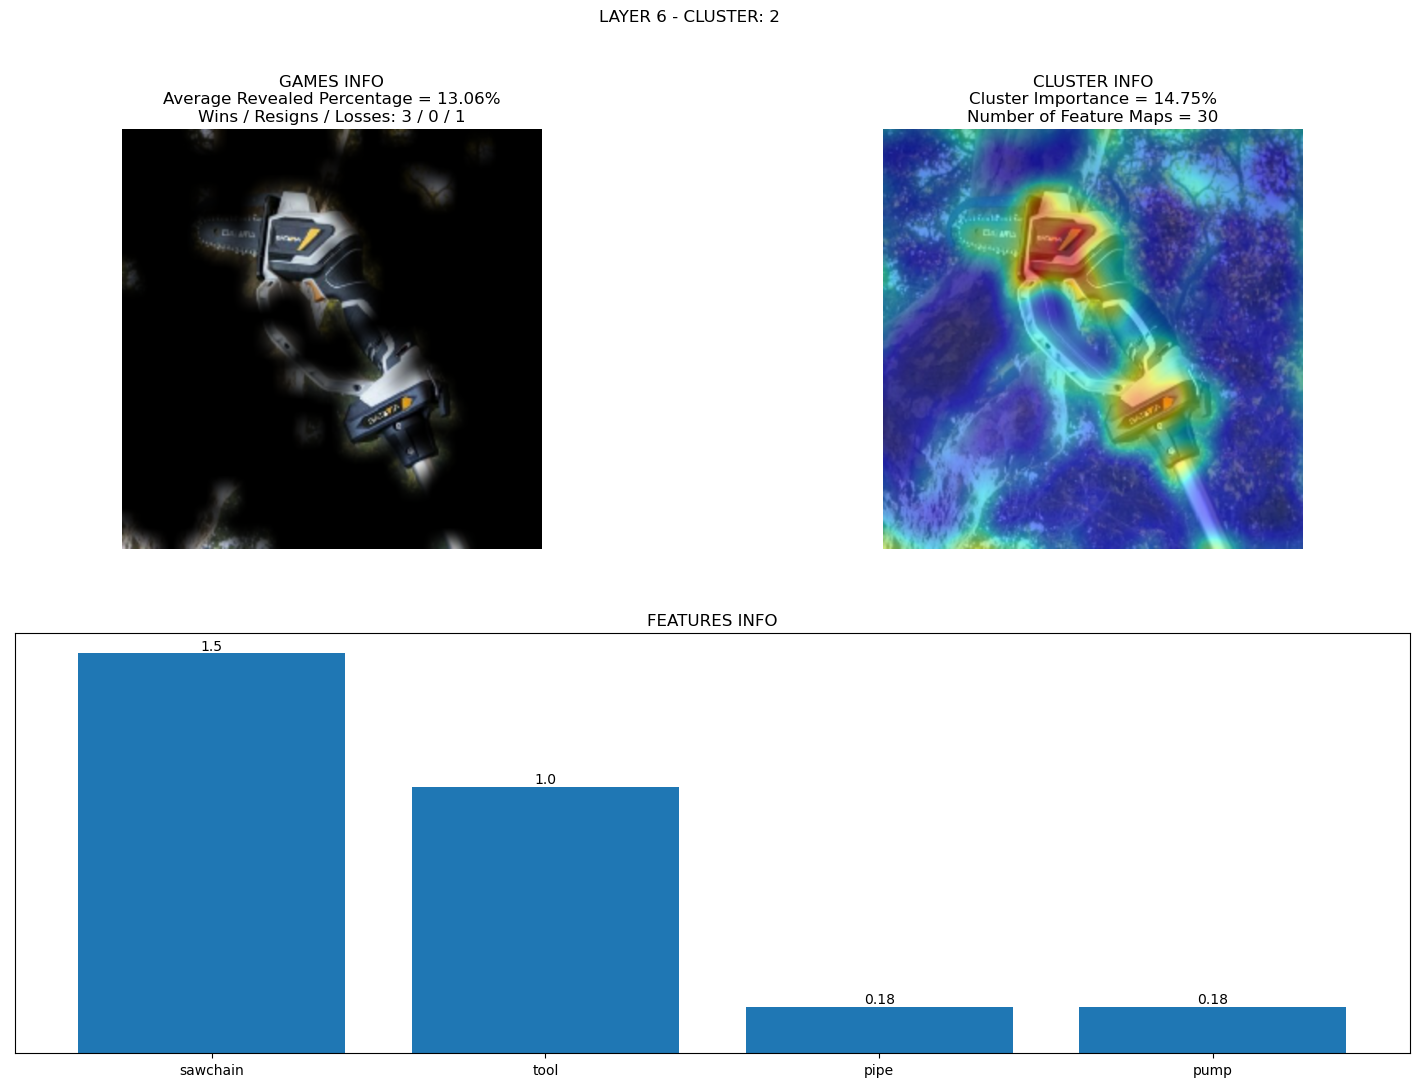 LAYER 6 - CLUSTER: 2
GAMES INFO
Average Revealed Percentage = 13.06%
Wins / Resigns / Losses: 3 / 0 / 1
CLUSTER INFO
Cluster Importance = 14.75%
Number of Feature Maps = 30
FEATURES INFO
1.5
1.0
0.18
0.18
sawchain
tool
pipe
pump